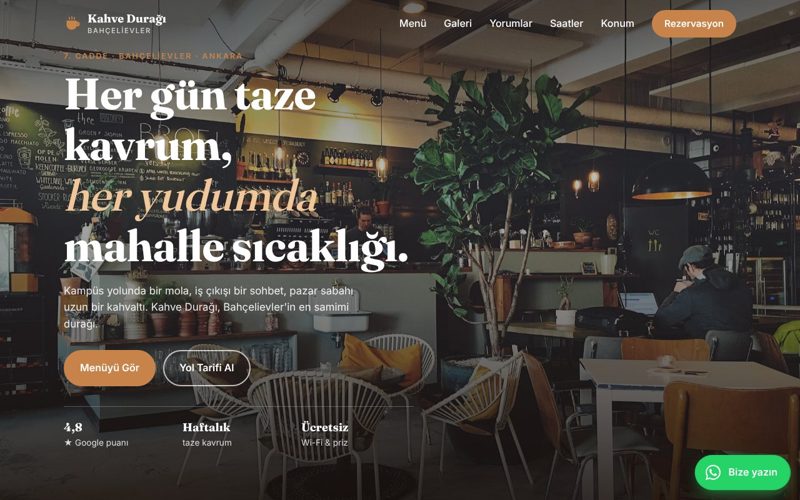 Kahve Durağı
BAHÇELİEVLER
Menü
Galeri
Yorumlar
Saatler
Konum
Rezervasyon
7. CADDE · BAHÇELİEVLER · ANKARA
Her gün taze
kavrum,
her yudumda
mahalle sıcaklığı.
Kampüs yolunda bir mola, iş çıkışı bir sohbet, pazar sabahı
uzun bir kahvaltı. Kahve Durağı, Bahçelievler'in en samimi
durağı.
Menüyü Gör
Yol Tarifi Al
4,8
★ Google puanı
Haftalık
taze kavrum
Ücretsiz
Wi-Fi & priz
WC
Bize yazın